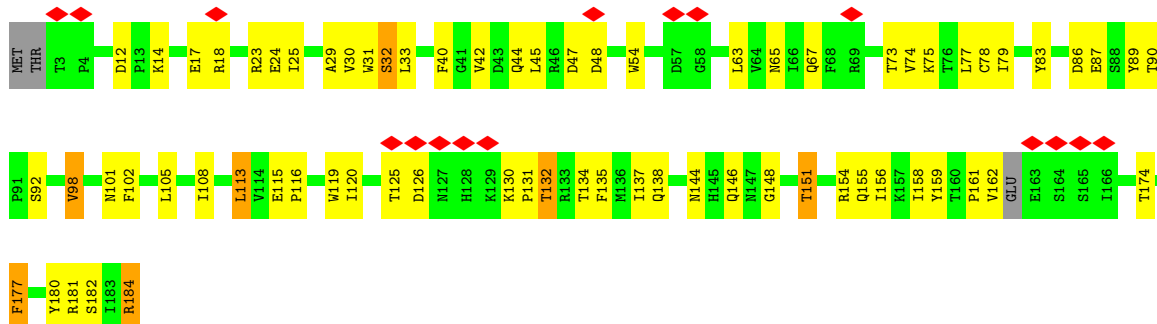 MET THR T3 P4 D12 P13 K14 E17 R18 R23 E24 I25 A29 V30 W31 S32 L33 F40 G41 V42 D43 Q44 L45 R46 D47 D48 W54 D57 G58 L63 V64 N65 I66 Q67 F68 R69 T73 V74 K75 T76 L77 C78 I79 Y83 D86 E87 S88 Y89 T90
P91 S92 V98 N101 F102 L105 I108 L113 V114 E115 P116 W119 I120 T125 D126 N127 H128 K129 K130 P131 T132 R133 T134 F135 M136 I137 Q138 N144 H145 Q146 N147 G148 T151 R154 Q155 I156 K157 I158 Y159 T160 P161 V162 GLU E163 S164 S165 I166 T174
F177 Y180 R181 S182 I183 R184